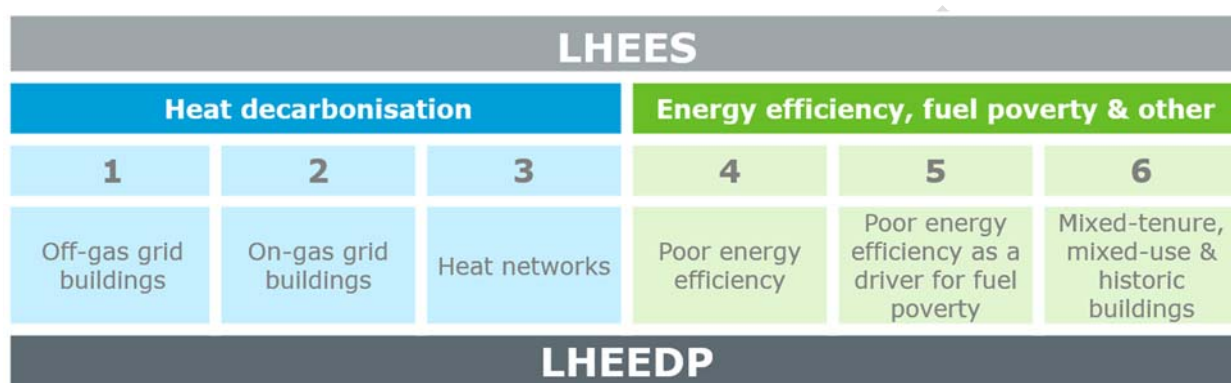 LHEES
Heat decarbonisation
Energy efficiency, fuel poverty & other
1
2
3
4
5
6
Off-gas grid
buildings
On-gas grid
buildings
Heat networks
Poor energy
efficiency
Poor energy
efficiency as a
driver for fuel
poverty
Mixed-tenure,
mixed-use &
historic
buildings
LHEEDP